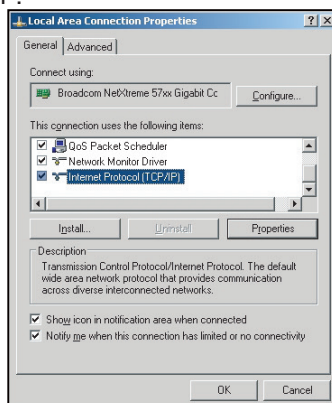 Local Area Connection Properties
General Advanced
Connect using:
Broadcom NetXtreme 57xx Gigabit Cc
Configure...
This connection uses the following items:
QoS Packet Scheduler
Network Monitor Driver
Internet Protocol (TCP/IP)
Install... Uninstall Properties
Description
Transmission Control Protocol/Internet Protocol. The default
wide area network protocol that provides communication
across diverse interconnected networks.
Show icon in notification area when connected
Notify me when this connection has limited or no connectivity
OK Cancel